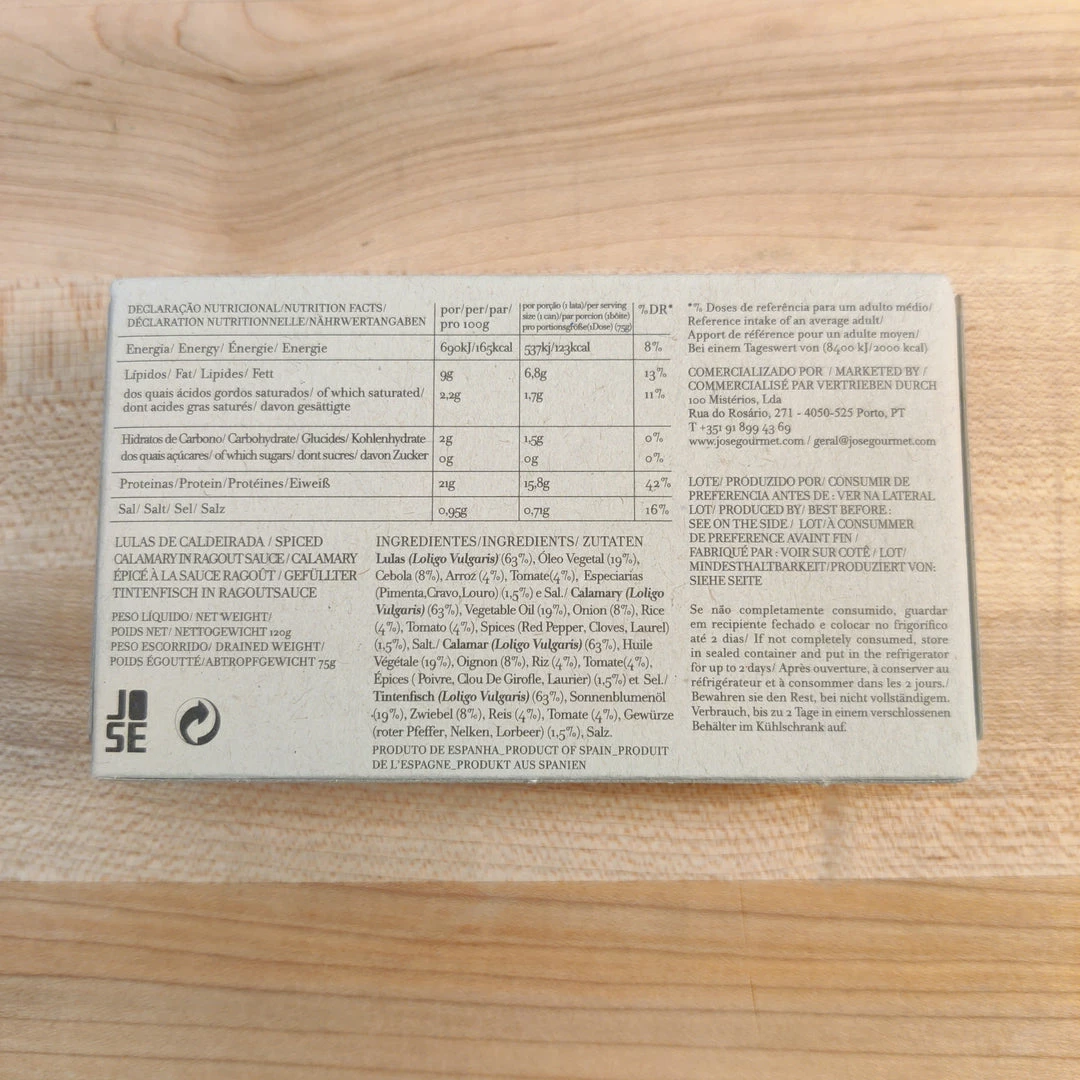 DECLARAÇÃO NUTRICIONAL/NUTRITION FACTS/
DÉCLARATION NUTRITIONNELLE/NÄHRWERTANGABEN
por/per/par/
pro 100g
por porção (1 lata)/per serving
size (1 can)/par porcion (1böite)
pro portionsgföße(1Dose) (75g)
%DR*
Energia/ Energy/ Énergie/ Energie 690kJ/165kcal 537kj/123kcal 8%
Lípidos/ Fat/ Lipides/ Fett 9g 6,8g 13%
dos quais ácidos gordos saturados/ of which saturated/ 2,2g 1,7g 11%
dont acides gras saturés/ davon gesättigte
Hidratos de Carbono/ Carbohydrate/ Glucides/ Kohlenhydrate 2g 1,5g 0%
dos quais açúcares/ of which sugars/ dont sucres/ davon Zucker 0g 0g 0%
Proteinas/Protein/Protéines/Eiweiß 21g 15,8g 42%
Sal/ Salt/ Sel/ Salz 0,95g 0,71g 16%
LULAS DE CALDEIRADA / SPICED
CALAMARY IN RAGOUT SAUCE / CALAMARY
ÉPICÉ À LA SAUCE RAGOÛT / GEFÜLLTER
TINTENFISCH IN RAGOUTSAUCE
PESO LÍQUIDO/ NET WEIGHT/
POIDS NET/ NETTOGEWICHT 120g
PESO ESCORRIDO/ DRAINED WEIGHT/
POIDS ÉGOUTTÉ/ABTROPFGEWICHT 75g
JO
SE
INGREDIENTES/INGREDIENTS/ ZUTATEN
Lulas (Loligo Vulgaris) (63%), Óleo Vegetal (19%),
Cebola (8%), Arroz (4%), Tomate(4%), Especiarias
(Pimenta,Cravo,Louro) (1,5%) e Sal./ Calamary (Loligo
Vulgaris) (63%), Vegetable Oil (19%), Onion (8%), Rice
(4%), Tomato (4%), Spices (Red Pepper, Cloves, Laurel)
(1,5%), Salt./ Calamar (Loligo Vulgaris) (63%), Huile
Végétale (19%), Oignon (8%), Riz (4%), Tomate(4%),
Épices ( Poivre, Clou De Girofle, Laurier) (1,5%) et Sel./
Tintenfisch (Loligo Vulgaris) (63%), Sonnenblumenöl
(19%), Zwiebel (8%), Reis (4%), Tomate (4%), Gewürze
(roter Pfeffer, Nelken, Lorbeer) (1,5%), Salz.
PRODUTO DE ESPANHA_PRODUCT OF SPAIN_PRODUIT
DE L'ESPAGNE_PRODUKT AUS SPANIEN
*% Doses de referência para um adulto médio/
Reference intake of an average adult/
Apport de référence pour un adulte moyen/
Bei einem Tageswert von (8400 kJ/2000 kcal)
COMERCIALIZADO POR / MARKETED BY /
COMMERCIALISÉ PAR VERTRIEBEN DURCH
100 Mistérios, Lda
Rua do Rosário, 271 - 4050-525 Porto, PT
T +351 91 899 43 69
www.josegourmet.com / geral@josegourmet.com
LOTE/ PRODUZIDO POR/ CONSUMIR DE
PREFERENCIA ANTES DE : VER NA LATERAL
LOT/ PRODUCED BY/ BEST BEFORE :
SEE ON THE SIDE / LOT/À CONSUMMER
DE PREFERENCE AVAINT FIN /
FABRIQUÉ PAR : VOIR SUR COTÊ / LOT/
MINDESTHALTBARKEIT/PRODUZIERT VON:
SIEHE SEITE
Se não completamente consumido, guardar
em recipiente fechado e colocar no frigorífico
até 2 dias/ If not completely consumed, store
in sealed container and put in the refrigerator
for up to 2 days/ Après ouverture, à conserver au
réfrigérateur et à consommer dans les 2 jours./
Bewahren sie den Rest, bei nicht vollständigem.
Verbrauch, bis zu 2 Tage in einem verschlossenen
Behälter im Kühlschrank auf.